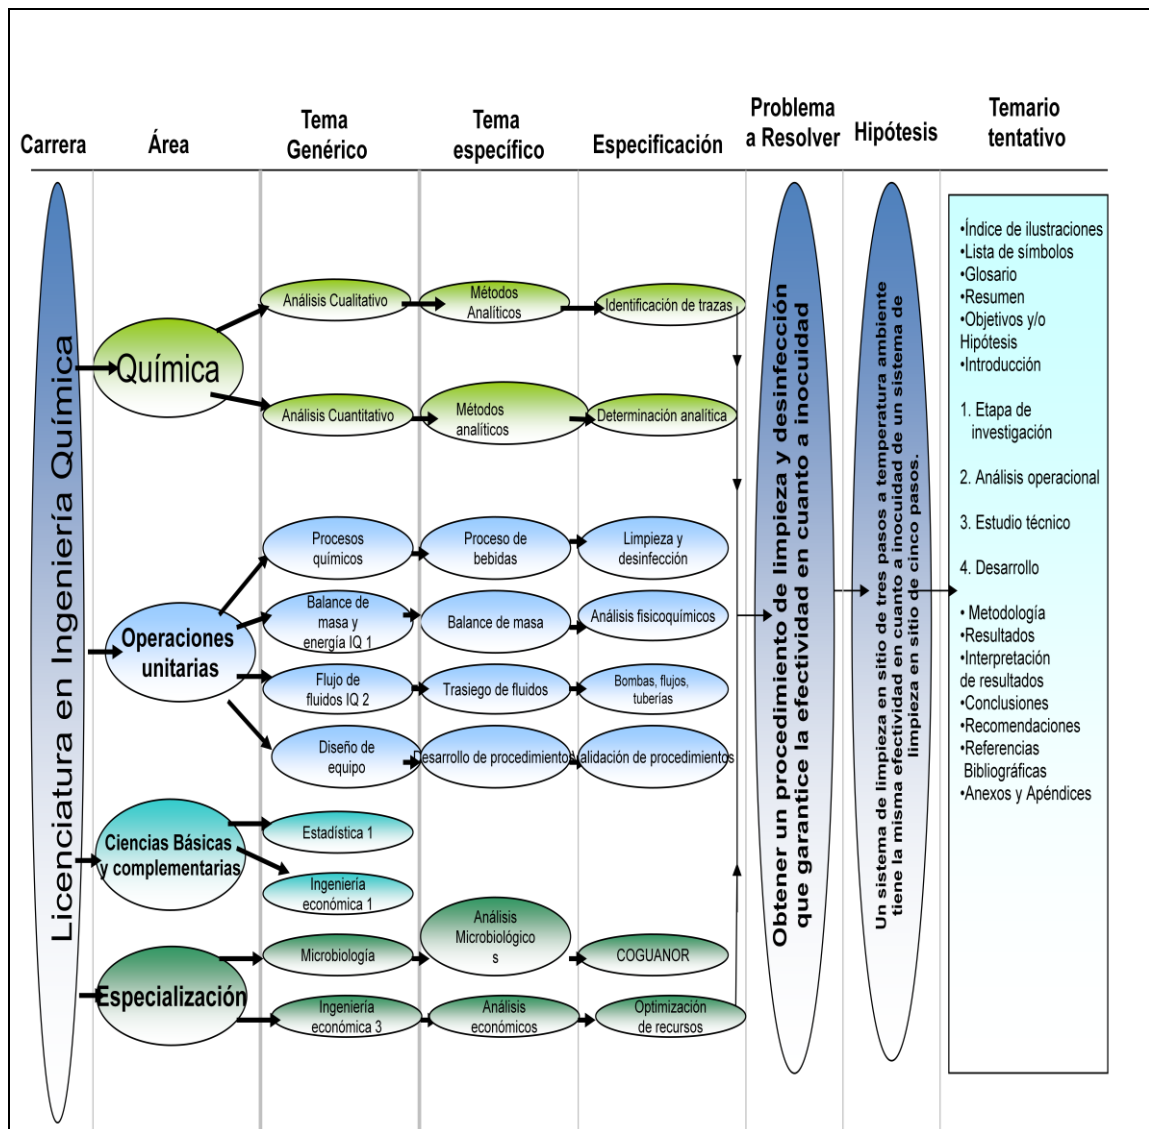 Carrera
Área
Tema
Genérico
Tema
específico
Especificación
Problema
a Resolver
Hipótesis
Temario
tentativo
Licenciatura en Ingeniería Química
Química
Análisis Cualitativo
Métodos
Analíticos
Identificación de trazas
Análisis Cuantitativo
Métodos
analíticos
Determinación analítica
Operaciones
unitarias
Procesos
químicos
Proceso de
bebidas
Limpieza y
desinfección
Balance de
masa y
energía IQ 1
Balance de masa
Análisis fisicoquímicos
Flujo de
fluidos IQ 2
Trasiego de fluidos
Bombas, flujos,
tuberías
Diseño de
equipo
Desarrollo de procedimientos
Validación de procedimientos
Ciencias Básicas
y complementarias
Estadística 1
Ingeniería
económica 1
Especialización
Microbiología
Análisis
Microbiológico
s
COGUANOR
Ingeniería
económica 3
Análisis
económicos
Optimización
de recursos
Obtener un procedimiento de limpieza y desinfección
que garantice la efectividad en cuanto a inocuidad
Un sistema de limpieza en sitio de tres pasos a temperatura ambiente
tiene la misma efectividad en cuanto a inocuidad de un sistema de
limpieza en sitio de cinco pasos.
•Índice de ilustraciones
•Lista de símbolos
•Glosario
•Resumen
•Objetivos y/o
Hipótesis
•Introducción
1. Etapa de
investigación
2. Análisis operacional
3. Estudio técnico
4. Desarrollo
• Metodología
•Resultados
•Interpretación
de resultados
•Conclusiones
•Recomendaciones
•Referencias
Bibliográficas
•Anexos y Apéndices